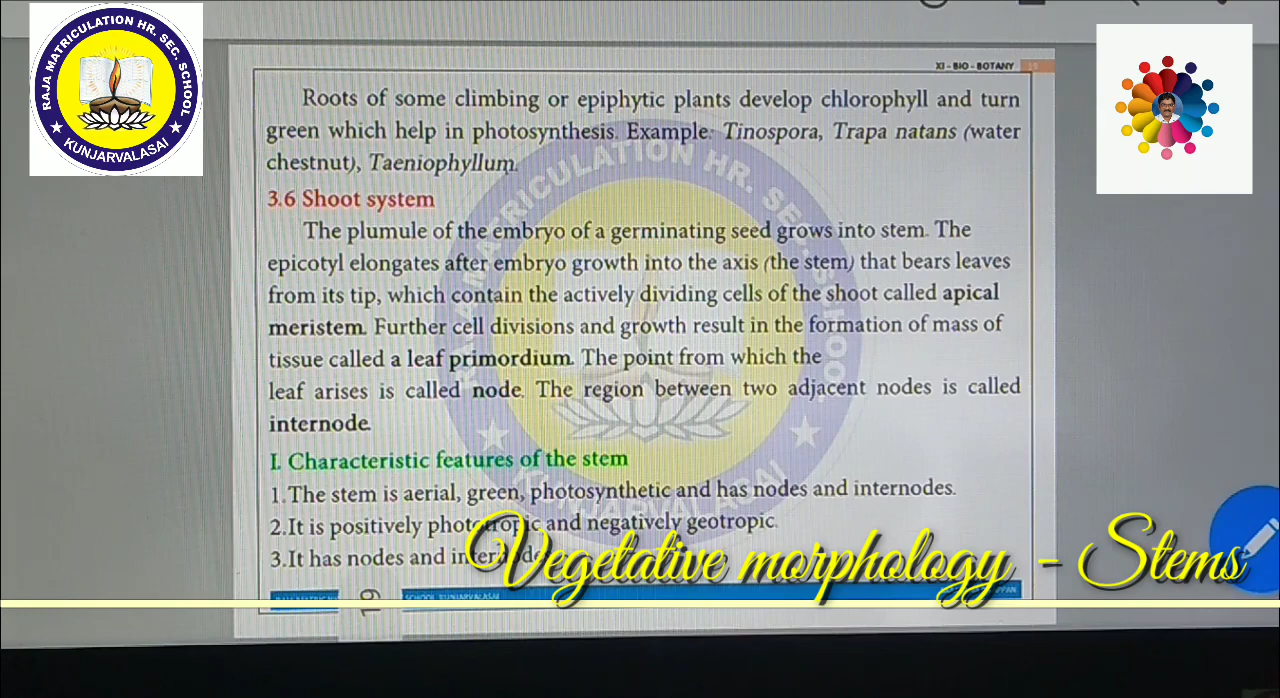 RAJA MATRICULATION HR. SEC. SCHOOL
★ KUNJARVALASAI ★
XI - BIO - BOTANY 19
Roots of some climbing or epiphytic plants develop chlorophyll and turn
green which help in photosynthesis. Example: Tinospora, Trapa natans (water
chestnut), Taeniophyllum.
3.6 Shoot system
The plumule of the embryo of a germinating seed grows into stem. The
epicotyl elongates after embryo growth into the axis (the stem) that bears leaves
from its tip, which contain the actively dividing cells of the shoot called apical
meristem. Further cell divisions and growth result in the formation of mass of
tissue called a leaf primordium. The point from which the
leaf arises is called node. The region between two adjacent nodes is called
internode.
I. Characteristic features of the stem
1.The stem is aerial, green, photosynthetic and has nodes and internodes.
2.It is positively phototropic and negatively geotropic.
3.It has nodes and
Vegetative morphology - Stems
19
SCHOOL KUNJARVALASAI